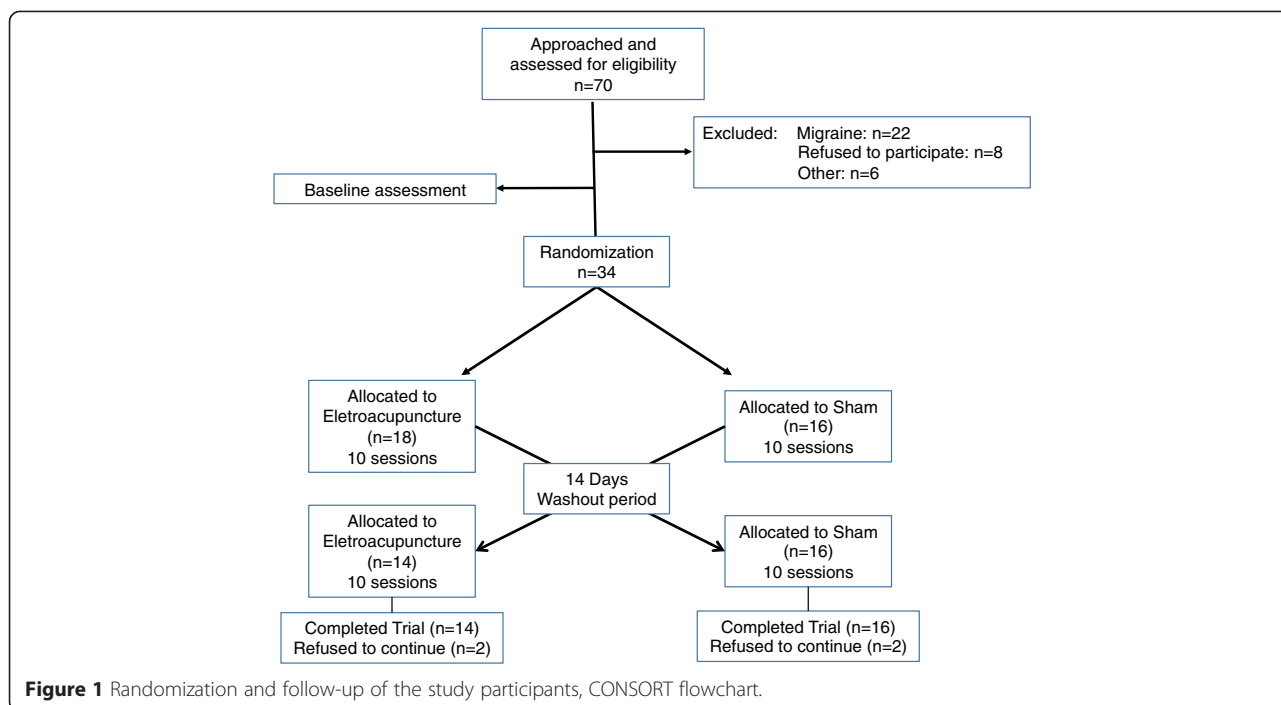 Approached and
assessed for eligibility
n=70
Excluded: Migraine: n=22
Refused to participate: n=8
Other: n=6
Baseline assessment
Randomization
n=34
Allocated to
Eletroacupuncture
(n=18)
10 sessions
Allocated to Sham
(n=16)
10 sessions
14 Days
Washout period
Allocated to
Eletroacupuncture
(n=14)
10 sessions
Allocated to Sham
(n=16)
10 sessions
Completed Trial (n=14)
Refused to continue (n=2)
Completed Trial (n=16)
Refused to continue (n=2)
Figure 1 Randomization and follow-up of the study participants, CONSORT flowchart.